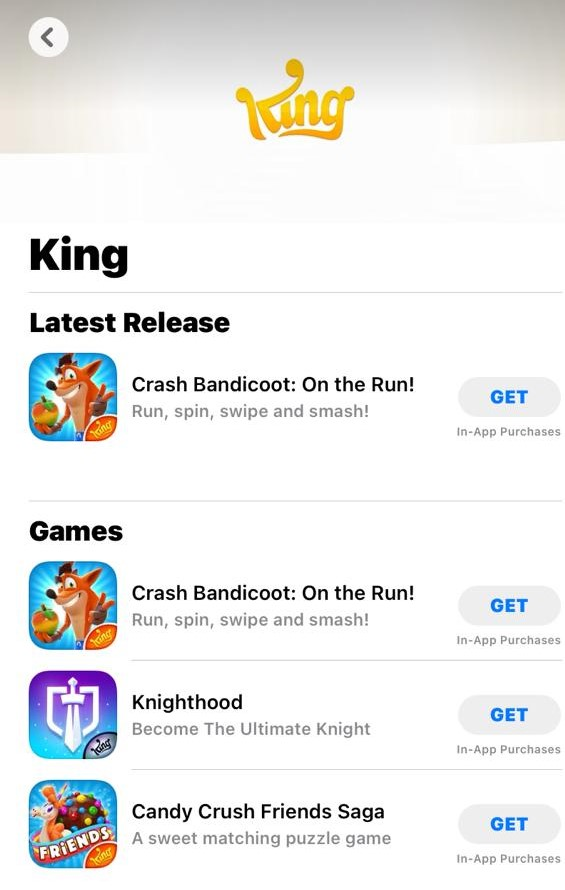 King
King
Latest Release
Crash Bandicoot: On the Run!
Run, spin, swipe and smash!
GET
In-App Purchases
King
Games
Crash Bandicoot: On the Run!
Run, spin, swipe and smash!
GET
In-App Purchases
King
Knighthood
Become The Ultimate Knight
GET
In-App Purchases
King
Candy Crush Friends Saga
A sweet matching puzzle game
GET
In-App Purchases
FRiENDS
King